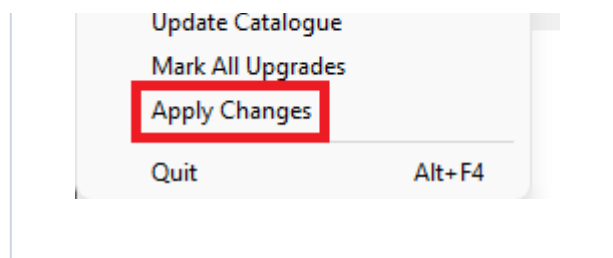 Update Catalogue
Mark All Upgrades
Apply Changes
Quit Alt+F4